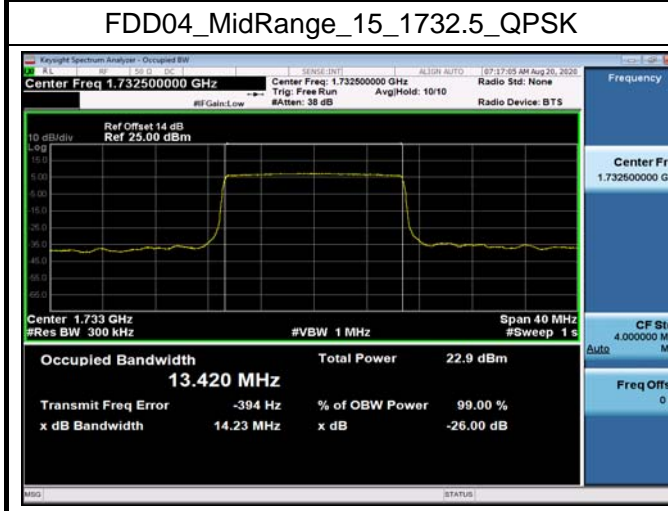 FDD04_MidRange_15_1732.5_QPSK
Keysight Spectrum Analyzer - Occupied BW
RL RF 50 Ω DC SENSE:INT ALIGN AUTO 07:17:05 AM Aug 20, 2020
Center Freq 1.732500000 GHz Center Freq: 1.732500000 GHz Radio Std: None Frequency
Trig: Free Run Avg|Hold: 10/10
#IFGain:Low #Atten: 38 dB Radio Device: BTS
Ref Offset 14 dB
10 dB/div Ref 25.00 dBm
Log
15.0
5.00
-5.00
-15.0
-25.0
-35.0
-45.0
-55.0
-65.0
Center Fr
1.732500000 G
Center 1.733 GHz Span 40 MHz
#Res BW 300 kHz #VBW 1 MHz #Sweep 1 s
CF St
4.000000 M
Auto M
Occupied Bandwidth Total Power 22.9 dBm
13.420 MHz
Freq Offs
0
Transmit Freq Error -394 Hz % of OBW Power 99.00 %
x dB Bandwidth 14.23 MHz x dB -26.00 dB
MSG STATUS